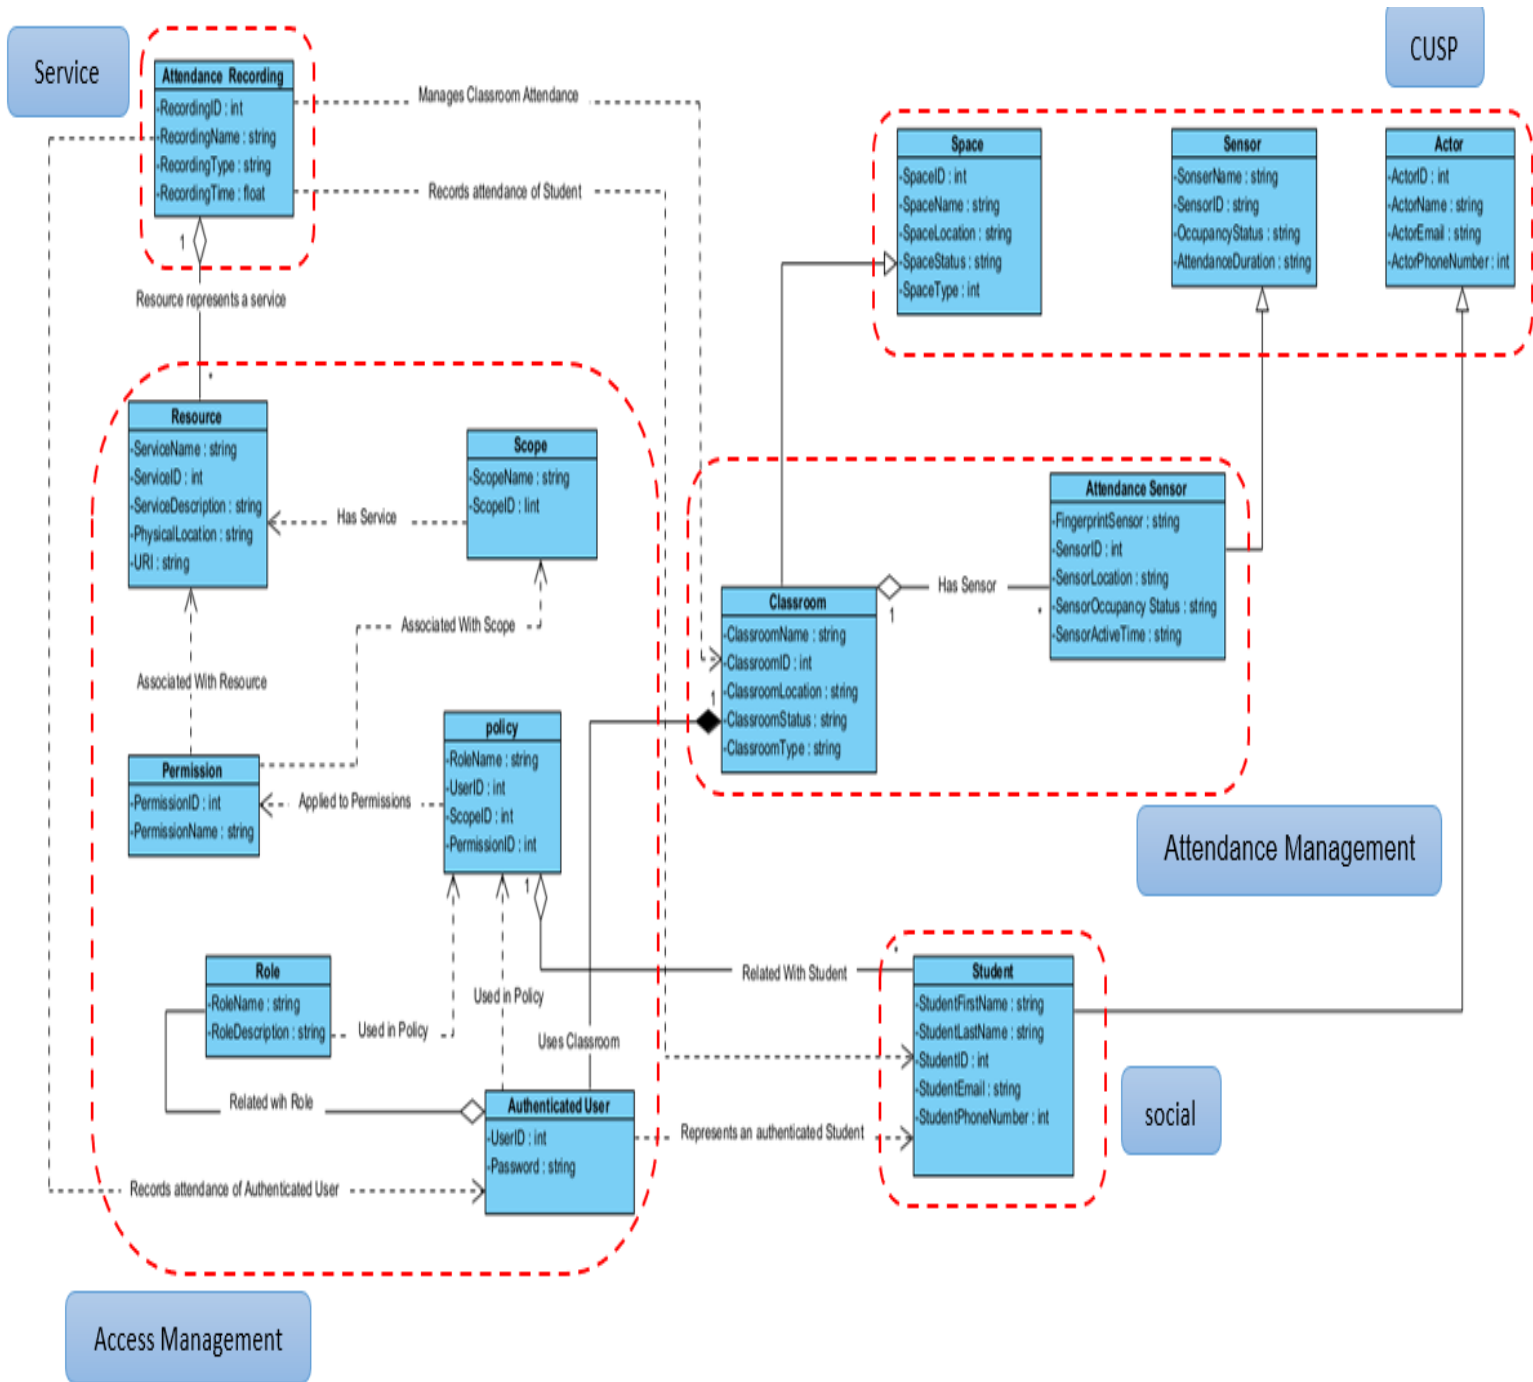 Service
Attendance Recording
-RecordingID : int
-RecordingName : string
-RecordingType : string
-RecordingTime : float
1
Resource represents a service
*
Manages Classroom Attendance
Records attendance of Student
CUSP
Space
-SpaceID : int
-SpaceName : string
-SpaceLocation : string
-SpaceStatus : string
-SpaceType : int
Sensor
-SonserName : string
-SensorID : string
-OccupancyStatus : string
-AttendanceDuration : string
Actor
-ActorID : int
-ActorName : string
-ActorEmail : string
-ActorPhoneNumber : int
Resource
-ServiceName : string
-ServiceID : int
-ServiceDescription : string
-PhysicalLocation : string
-URI : string
Has Service
Scope
-ScopeName : string
-ScopeID : lint
Associated With Scope
Associated With Resource
Permission
-PermissionID : int
-PermissionName : string
Applied to Permissions
policy
-RoleName : string
-UserID : int
-ScopeID : int
-PermissionID : int
1
Attendance Sensor
-FingerprintSensor : string
-SensorID : int
-SensorLocation : string
-SensorOccupancy Status : string
-SensorActiveTime : string
Has Sensor
1
*
Classroom
-ClassroomName : string
-ClassroomID : int
-ClassroomLocation : string
-ClassroomStatus : string
-ClassroomType : string
1
Attendance Management
Role
-RoleName : string
-RoleDescription : string
Used in Policy
Used in Policy
Uses Classroom
Related With Student
*
Related wih Role
Authenticated User
-UserID : int
-Password : string
Represents an authenticated Student
Records attendance of Authenticated User
Student
-StudentFirstName : string
-StudentLastName : string
-StudentID : int
-StudentEmail : string
-StudentPhoneNumber : int
social
Access Management